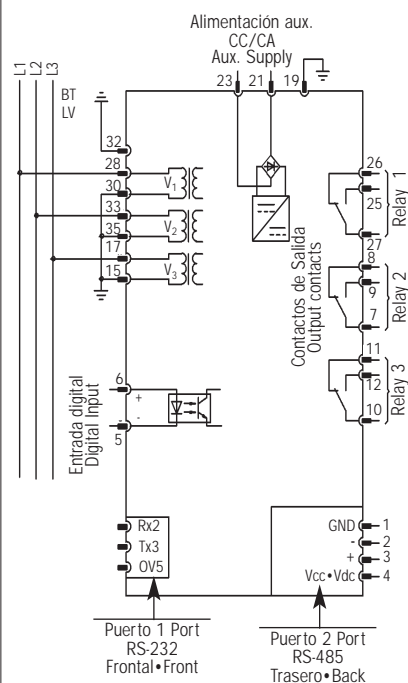 Alimentación aux.
CC/CA
Aux. Supply
23 21 19
L1
L2
L3
BT
LV
32
28
30
V1
33
35
V2
17
15
V3
26
25
27
Relay 1
8
9
7
Relay 2
11
12
10
Relay 3
Contactos de Salida
Output contacts
Entrada digital
Digital Input
6
+
-
-
5
Rx2
Tx3
OV5
GND 1
- 2
+ 3
Vcc•Vdc 4
Puerto 1 Port
RS-232
Frontal•Front
Puerto 2 Port
RS-485
Trasero•Back